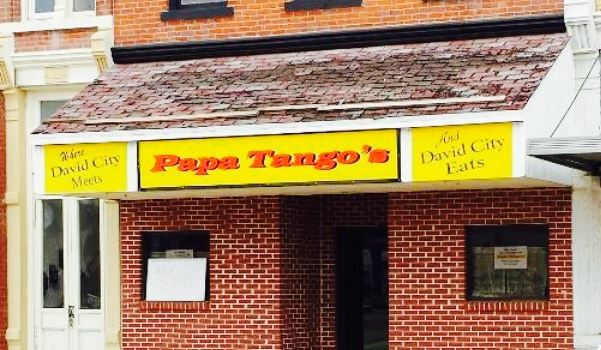 Where
David City
Meets
Papa Tango's
And
David City
Eats